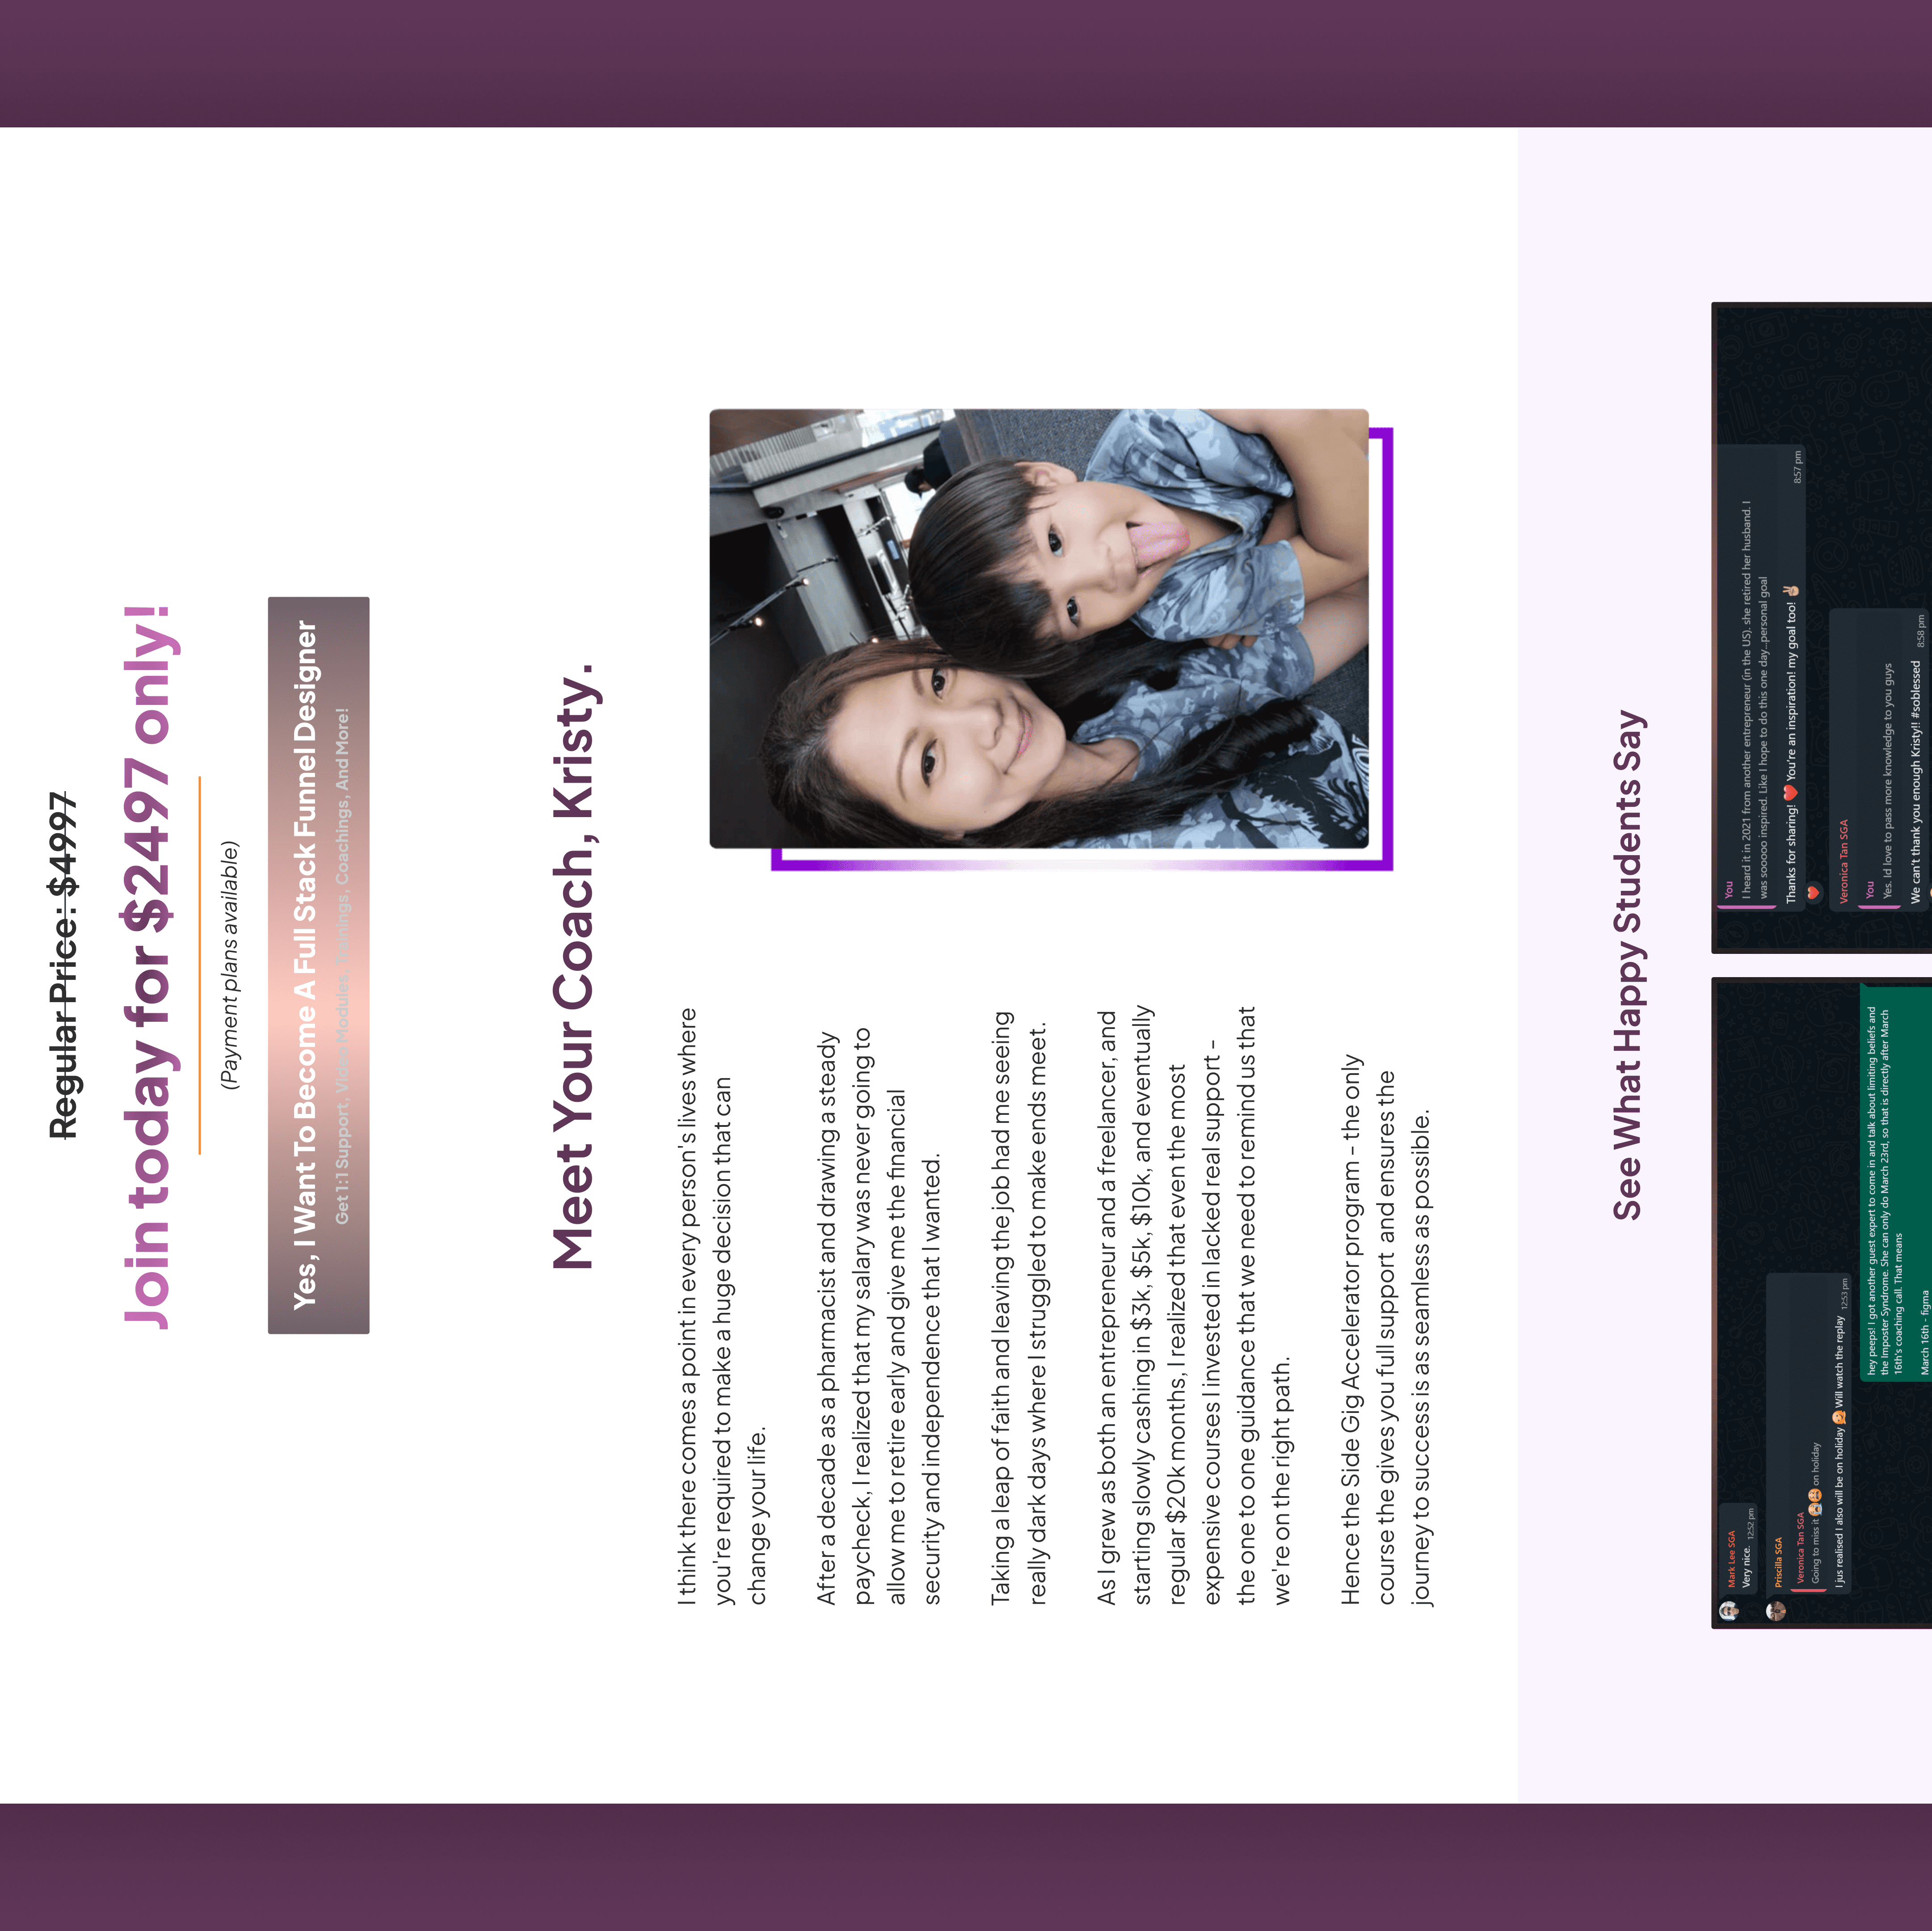 Regular Price: $4997
Join today for $2497 only!
(Payment plans available)
Yes, I Want To Become A Full Stack Funnel Designer
Get 1:1 Support, Video Modules, Trainings, Coachings, And More!
Meet Your Coach, Kristy.
I think there comes a point in every person's lives where
you're required to make a huge decision that can
change your life.
After a decade as a pharmacist and drawing a steady
paycheck, I realized that my salary was never going to
allow me to retire early and give me the financial
security and independence that I wanted.
Taking a leap of faith and leaving the job had me seeing
really dark days where I struggled to make ends meet.
As I grew as both an entrepreneur and a freelancer, and
starting slowly cashing in $3k, $5k, $10k, and eventually
regular $20k months, I realized that even the most
expensive courses I invested in lacked real support -
the one to one guidance that we need to remind us that
we're on the right path.
Hence the Side Gig Accelerator program - the only
course the gives you full support and ensures the
journey to success is as seamless as possible.
See What Happy Students Say
Mark Lee SGA
Very nice. 12:52 pm
Priscilla SGA
Veronica Tan SGA
Going to miss it 😭😭 on holiday
I jus realised I also will be on holiday 🤗 Will watch the replay 12:53 pm
hey peeps! I got another guest expert to come in and talk about limiting beliefs and
the Imposter Syndrome. She can only do March 23rd, so that is directly after March
16th's coaching call. That means
March 16th - figma
You
I heard it in 2021 from another entrepreneur (in the US). she retired her husband. I
was sooooo inspired. Like I hope to do this one day...personal goal
Thanks for sharing! ❤️ You're an inspiration! my goal too! ✌🏼 8:57 pm
❤️
Veronica Tan SGA
You
Yes. Id love to pass more knowledge to you guys
We can't thank you enough Kristy!! #soblessed 8:58 pm